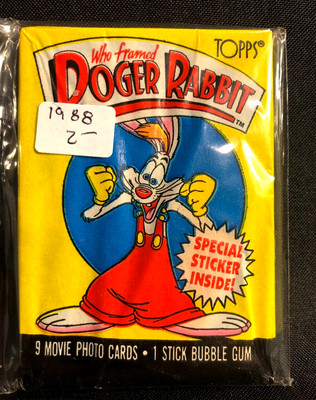 TOPPS®
Who framed
ROGER RABBIT
TM
1988
2-
SPECIAL
STICKER
INSIDE!
9 MOVIE PHOTO CARDS • 1 STICK BUBBLE GUM